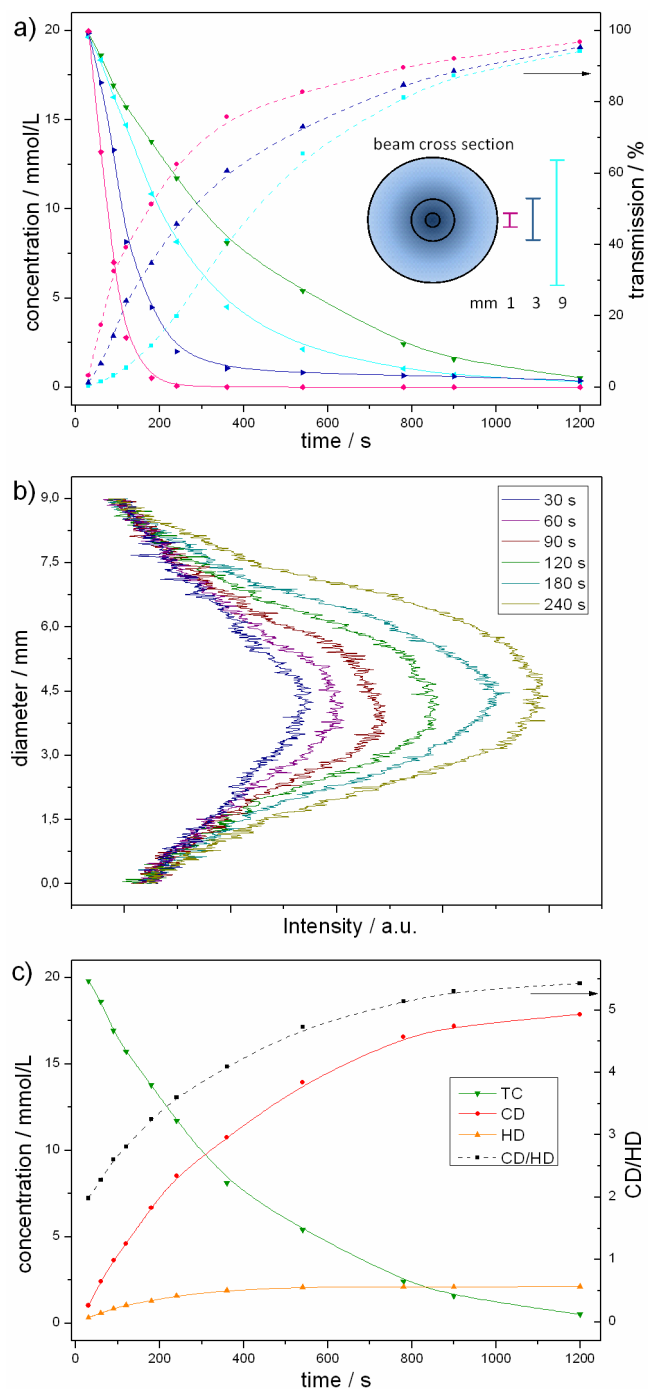 a)
20
15
10
5
0
concentration / mmol/L
100
80
60
40
20
0
transmission / %
beam cross section
mm 1 3 9
0 200 400 600 800 1000 1200
time / s
b)
9.0
7.5
6.0
4.5
3.0
1.5
0.0
diameter / mm
30 s
60 s
90 s
120 s
180 s
240 s
Intensity / a.u.
c)
20
15
10
5
0
concentration / mmol/L
5
4
3
2
1
0
CD/HD
TC
CD
HD
CD/HD
0 200 400 600 800 1000 1200
time / s